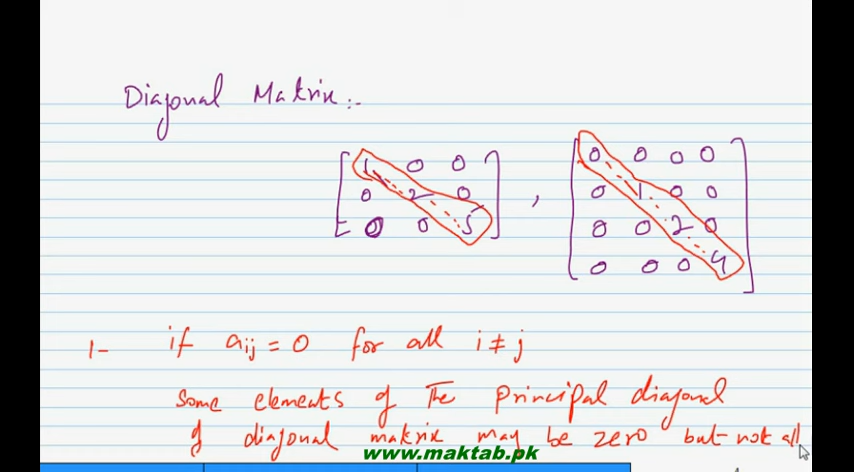 Diagonal Matrix:-
1 0 0
0 2 0
0 0 5
,
0 0 0 0
0 1 0 0
0 0 2 0
0 0 0 4
1- if aij = 0 for all i ≠ j
Some elements of The principal diagonal
of diagonal matrix may be zero but not all
www.maktab.pk